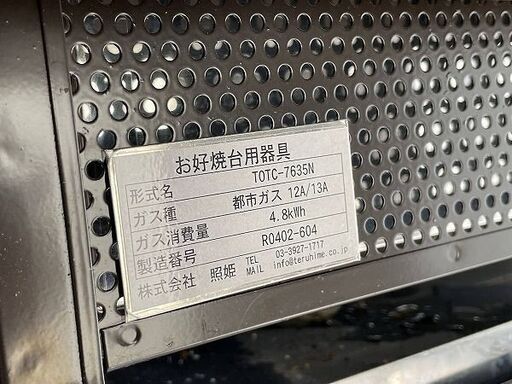 お好焼台用器具
形式名 TOTC-7635N
ガス種 都市ガス 12A/13A
ガス消費量 4.8kWh
製造番号 R0402-604
株式会社 照姫 TEL 03-3927-1717
MAIL info@teruhime.co.jp